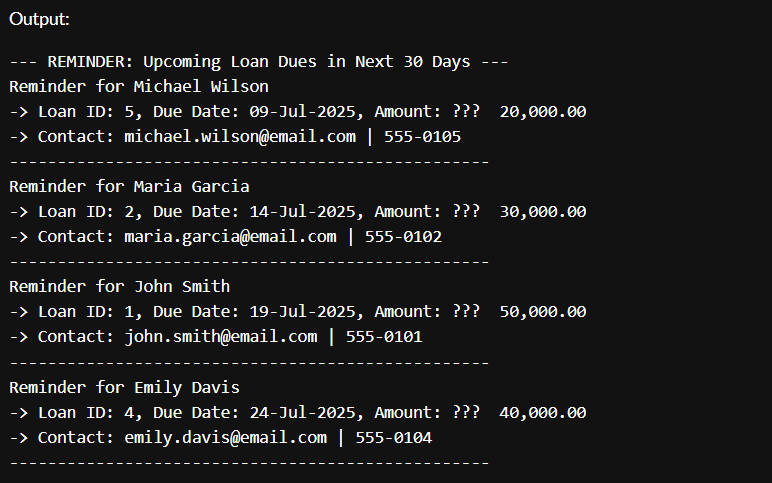 Output:
--- REMINDER: Upcoming Loan Dues in Next 30 Days ---
Reminder for Michael Wilson
-> Loan ID: 5, Due Date: 09-Jul-2025, Amount: ???  20,000.00
-> Contact: michael.wilson@email.com | 555-0105
--------------------------------------------------
Reminder for Maria Garcia
-> Loan ID: 2, Due Date: 14-Jul-2025, Amount: ???  30,000.00
-> Contact: maria.garcia@email.com | 555-0102
--------------------------------------------------
Reminder for John Smith
-> Loan ID: 1, Due Date: 19-Jul-2025, Amount: ???  50,000.00
-> Contact: john.smith@email.com | 555-0101
--------------------------------------------------
Reminder for Emily Davis
-> Loan ID: 4, Due Date: 24-Jul-2025, Amount: ???  40,000.00
-> Contact: emily.davis@email.com | 555-0104
--------------------------------------------------